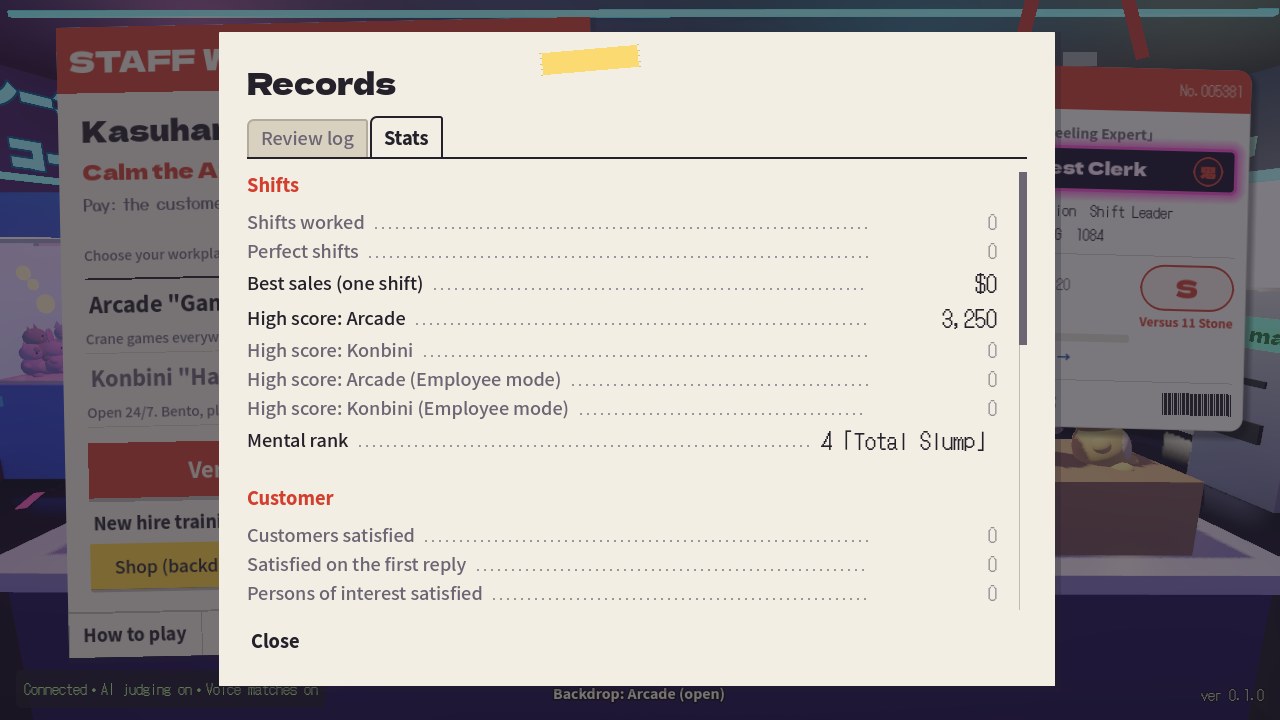 STAFF
Records
Review log
Stats
Shifts
Shifts worked 0
Perfect shifts 0
Best sales (one shift) $0
High score: Arcade 3,250
High score: Konbini 0
High score: Arcade (Employee mode) 0
High score: Konbini (Employee mode) 0
Mental rank 4「Total Slump」
Customer
Customers satisfied 0
Satisfied on the first reply 0
Persons of interest satisfied 0
Close
Calm the A
Pay: the custome
Choose your workpla
Arcade "Gam
Crane games everyw
Konbini "Ha
Open 24/7. Bento, pl
New hire traini
Shop (backd
How to play
No. 005381
eeling Expert」
est Clerk
ion Shift Leader
1084
20
S
Versus 11 Stone
→
Connected • AI judging on • Voice matches on
Backdrop: Arcade (open)
ver 0.1.0